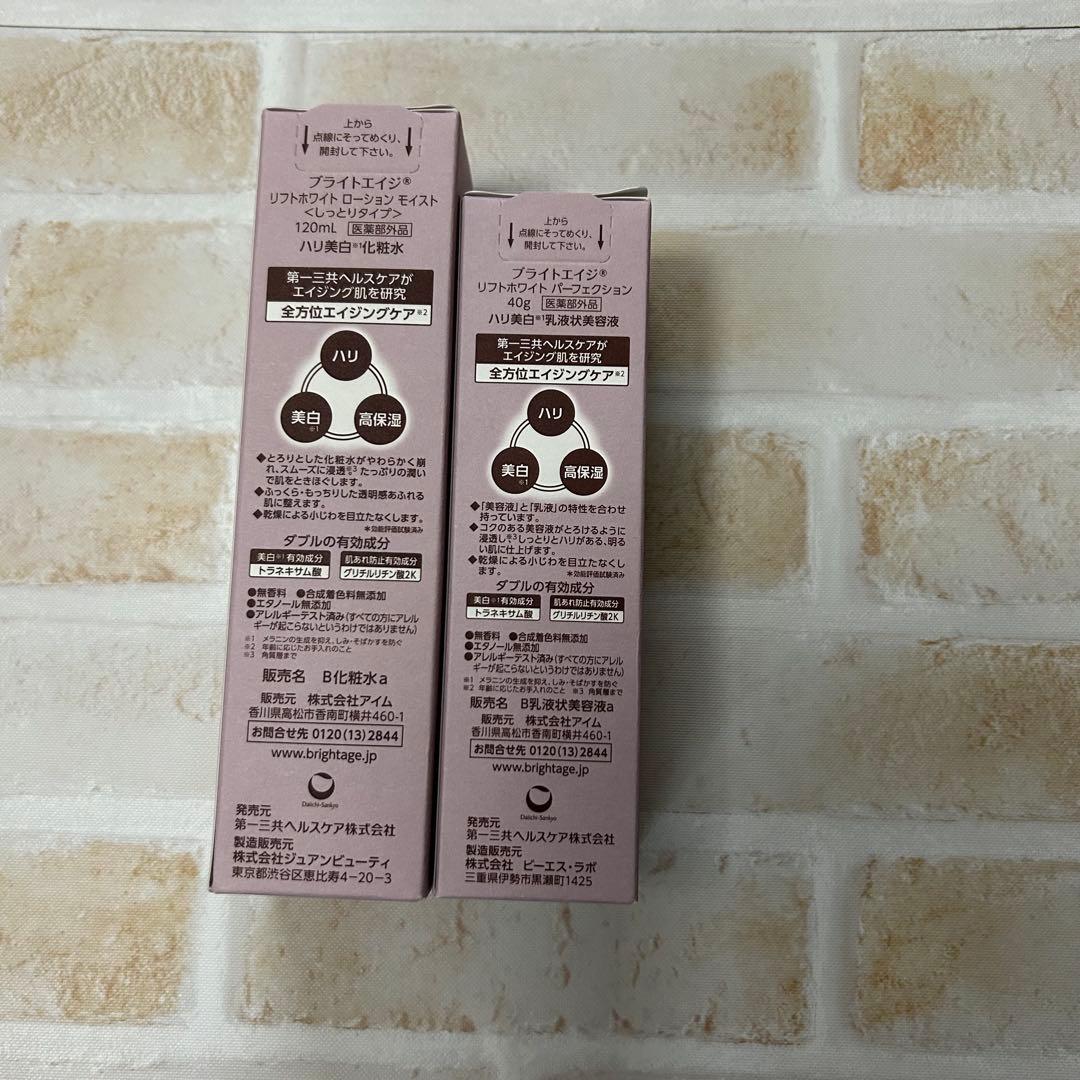 上から
点線にそってめくり、
開封して下さい。
ブライトエイジ®
リフトホワイト ローション モイスト
＜しっとりタイプ＞
120mL 医薬部外品
ハリ美白※1化粧水
第一三共ヘルスケアが
エイジング肌を研究
全方位エイジングケア※2
ハリ
美白※1
高保湿
◆とろりとした化粧水がやわらかく崩
れ、スムーズに浸透※3たっぷりの潤い
で肌をときほぐします。
◆ふっくら・もっちりした透明感あふれる
肌に整えます。
◆乾燥による小じわを目立たなくします。
＊効能評価試験済み
ダブルの有効成分
美白※1有効成分
トラネキサム酸
肌あれ防止有効成分
グリチルリチン酸2K
●無香料 ●合成着色料無添加
●エタノール無添加
●アレルギーテスト済み(すべての方にアレル
ギーが起こらないというわけではありません)
※1 メラニンの生成を抑え、しみ・そばかすを防ぐ
※2 年齢に応じたお手入れのこと
※3 角質層まで
販売名 B化粧水a
販売元 株式会社アイム
香川県高松市香南町横井460-1
お問合せ先 0120(13)2844
www.brightage.jp
Daiichi-Sankyo
発売元
第一三共ヘルスケア株式会社
製造販売元
株式会社ジュアンビューティ
東京都渋谷区恵比寿4-20-3
上から
点線にそってめくり、
開封して下さい。
ブライトエイジ®
リフトホワイト パーフェクション
40g 医薬部外品
ハリ美白※1乳液状美容液
第一三共ヘルスケアが
エイジング肌を研究
全方位エイジングケア※2
ハリ
美白※1
高保湿
◆「美容液」と「乳液」の特性を合わせ
持っています。
◆コクのある美容液がとろけるように
浸透し※3しっとりとハリがある、明る
い肌に仕上げます。
◆乾燥による小じわを目立たなくし
ます。 ＊効能評価試験済み
ダブルの有効成分
美白※1有効成分
トラネキサム酸
肌あれ防止有効成分
グリチルリチン酸2K
●無香料 ●合成着色料無添加
●エタノール無添加
●アレルギーテスト済み(すべての方にアレル
ギーが起こらないというわけではありません)
※1 メラニンの生成を抑え、しみ・そばかすを防ぐ
※2 年齢に応じたお手入れのこと ※3 角質層まで
販売名 B乳液状美容液a
販売元 株式会社アイム
香川県高松市香南町横井460-1
お問合せ先 0120(13)2844
www.brightage.jp
Daiichi-Sankyo
発売元
第一三共ヘルスケア株式会社
製造販売元
株式会社 ピーエス・ラボ
三重県伊勢市黒瀬町1425